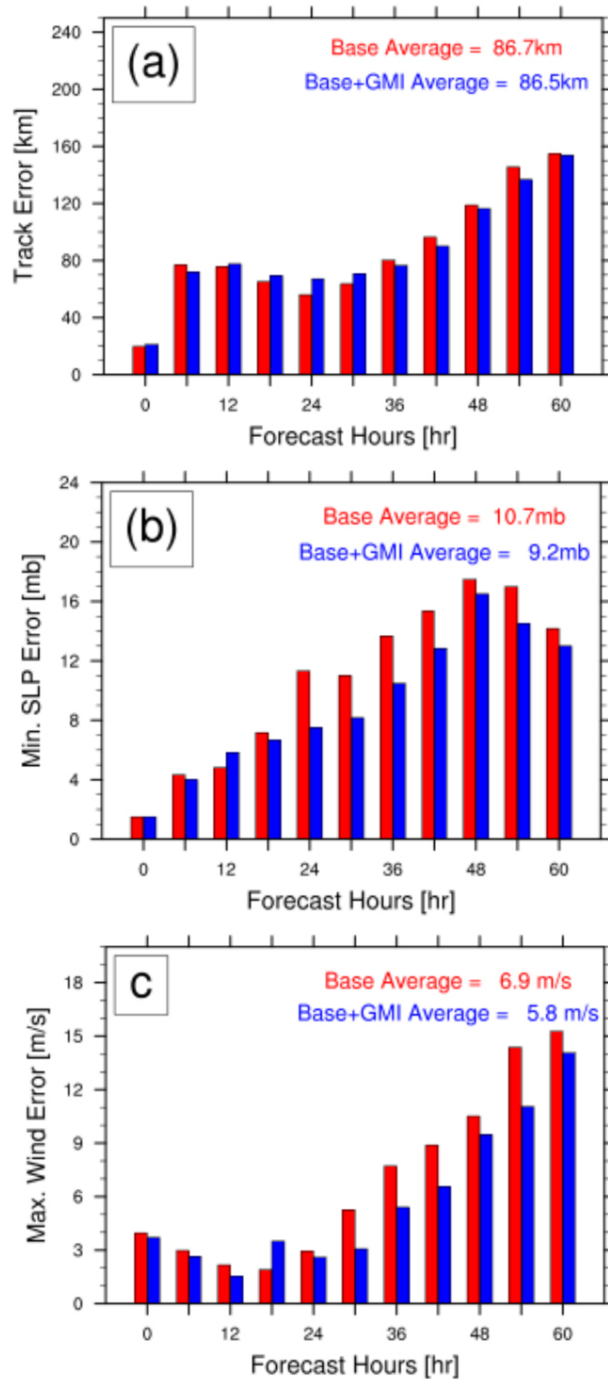 (a)
Base Average = 86.7km
Base+GMI Average = 86.5km
240
200
160
120
80
40
0
Track Error [km]
0 12 24 36 48 60
Forecast Hours [hr]
(b)
Base Average = 10.7mb
Base+GMI Average = 9.2mb
24
20
16
12
8
4
0
Min. SLP Error [mb]
0 12 24 36 48 60
Forecast Hours [hr]
c
Base Average = 6.9 m/s
Base+GMI Average = 5.8 m/s
18
15
12
9
6
3
0
Max. Wind Error [m/s]
0 12 24 36 48 60
Forecast Hours [hr]